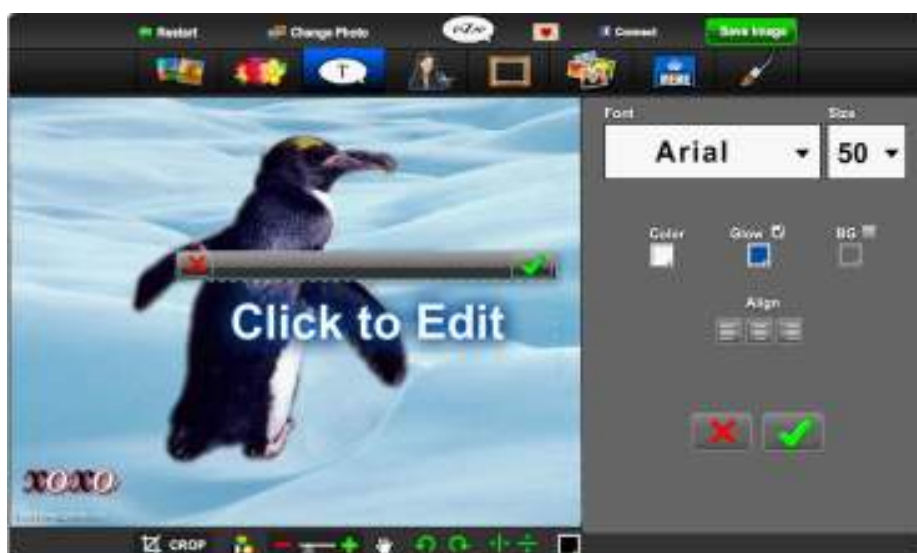 Restart Change Photo Connect Save Image
T
Font Size
Arial 50
Color Glow BG
Align
Click to Edit
xoxo
CROP